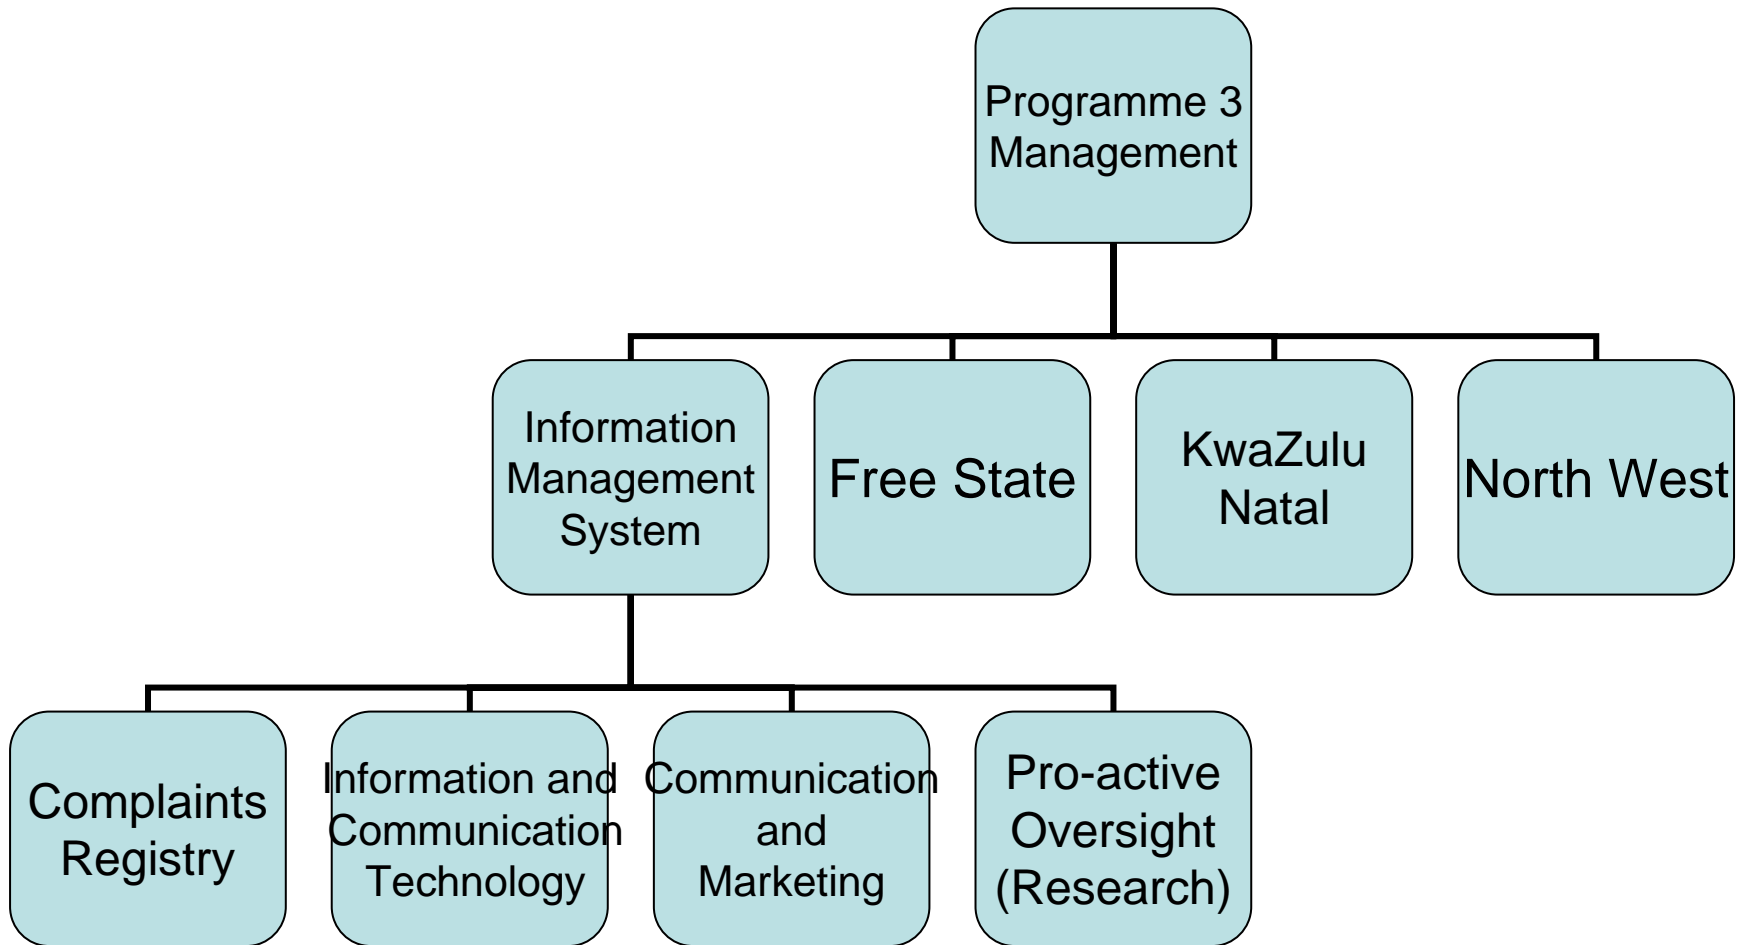 Programme 3
Management
Information
Management
System
Free State
KwaZulu
Natal
North West
Complaints
Registry
Information and
Communication
Technology
Communication
and
Marketing
Pro-active
Oversight
(Research)